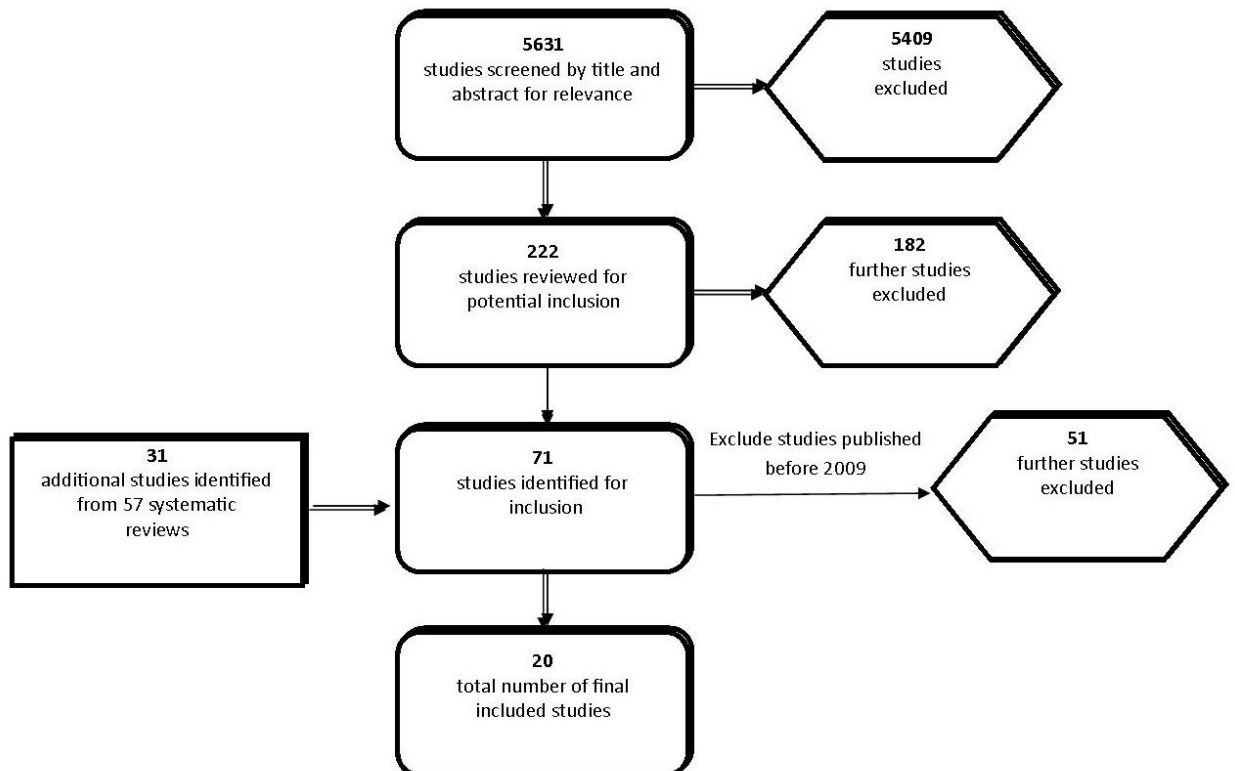 5631
studies screened by title and
abstract for relevance
5409
studies
excluded
222
studies reviewed for
potential inclusion
182
further studies
excluded
31
additional studies identified
from 57 systematic
reviews
71
studies identified for
inclusion
Exclude studies published
before 2009
51
further studies
excluded
20
total number of final
included studies